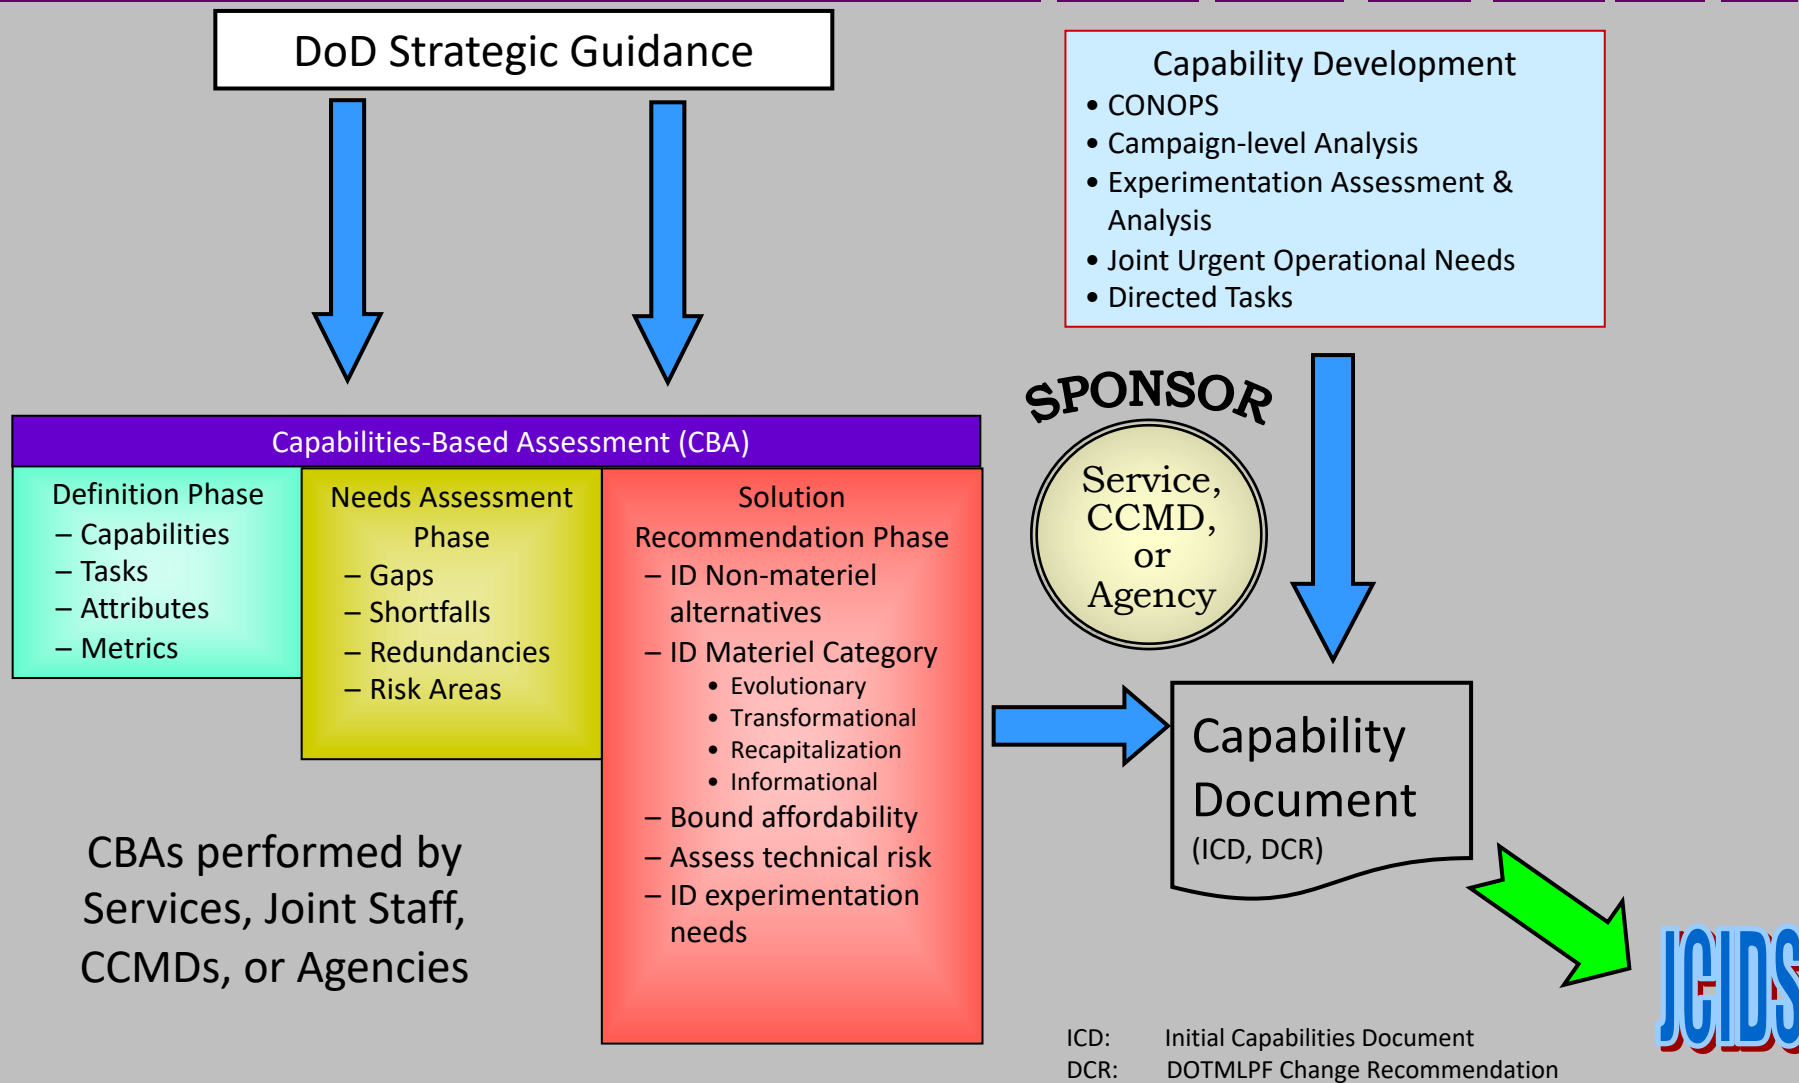 DoD Strategic Guidance
Capability Development
• CONOPS
• Campaign-level Analysis
• Experimentation Assessment &
Analysis
• Joint Urgent Operational Needs
• Directed Tasks
Capabilities-Based Assessment (CBA)
Definition Phase
– Capabilities
– Tasks
– Attributes
– Metrics
Needs Assessment
Phase
– Gaps
– Shortfalls
– Redundancies
– Risk Areas
Solution
Recommendation Phase
– ID Non-materiel
alternatives
– ID Materiel Category
• Evolutionary
• Transformational
• Recapitalization
• Informational
– Bound affordability
– Assess technical risk
– ID experimentation
needs
SPONSOR
Service,
CCMD,
or
Agency
Capability
Document
(ICD, DCR)
CBAs performed by
Services, Joint Staff,
CCMDs, or Agencies
JCIDS
ICD: Initial Capabilities Document
DCR: DOTMLPF Change Recommendation